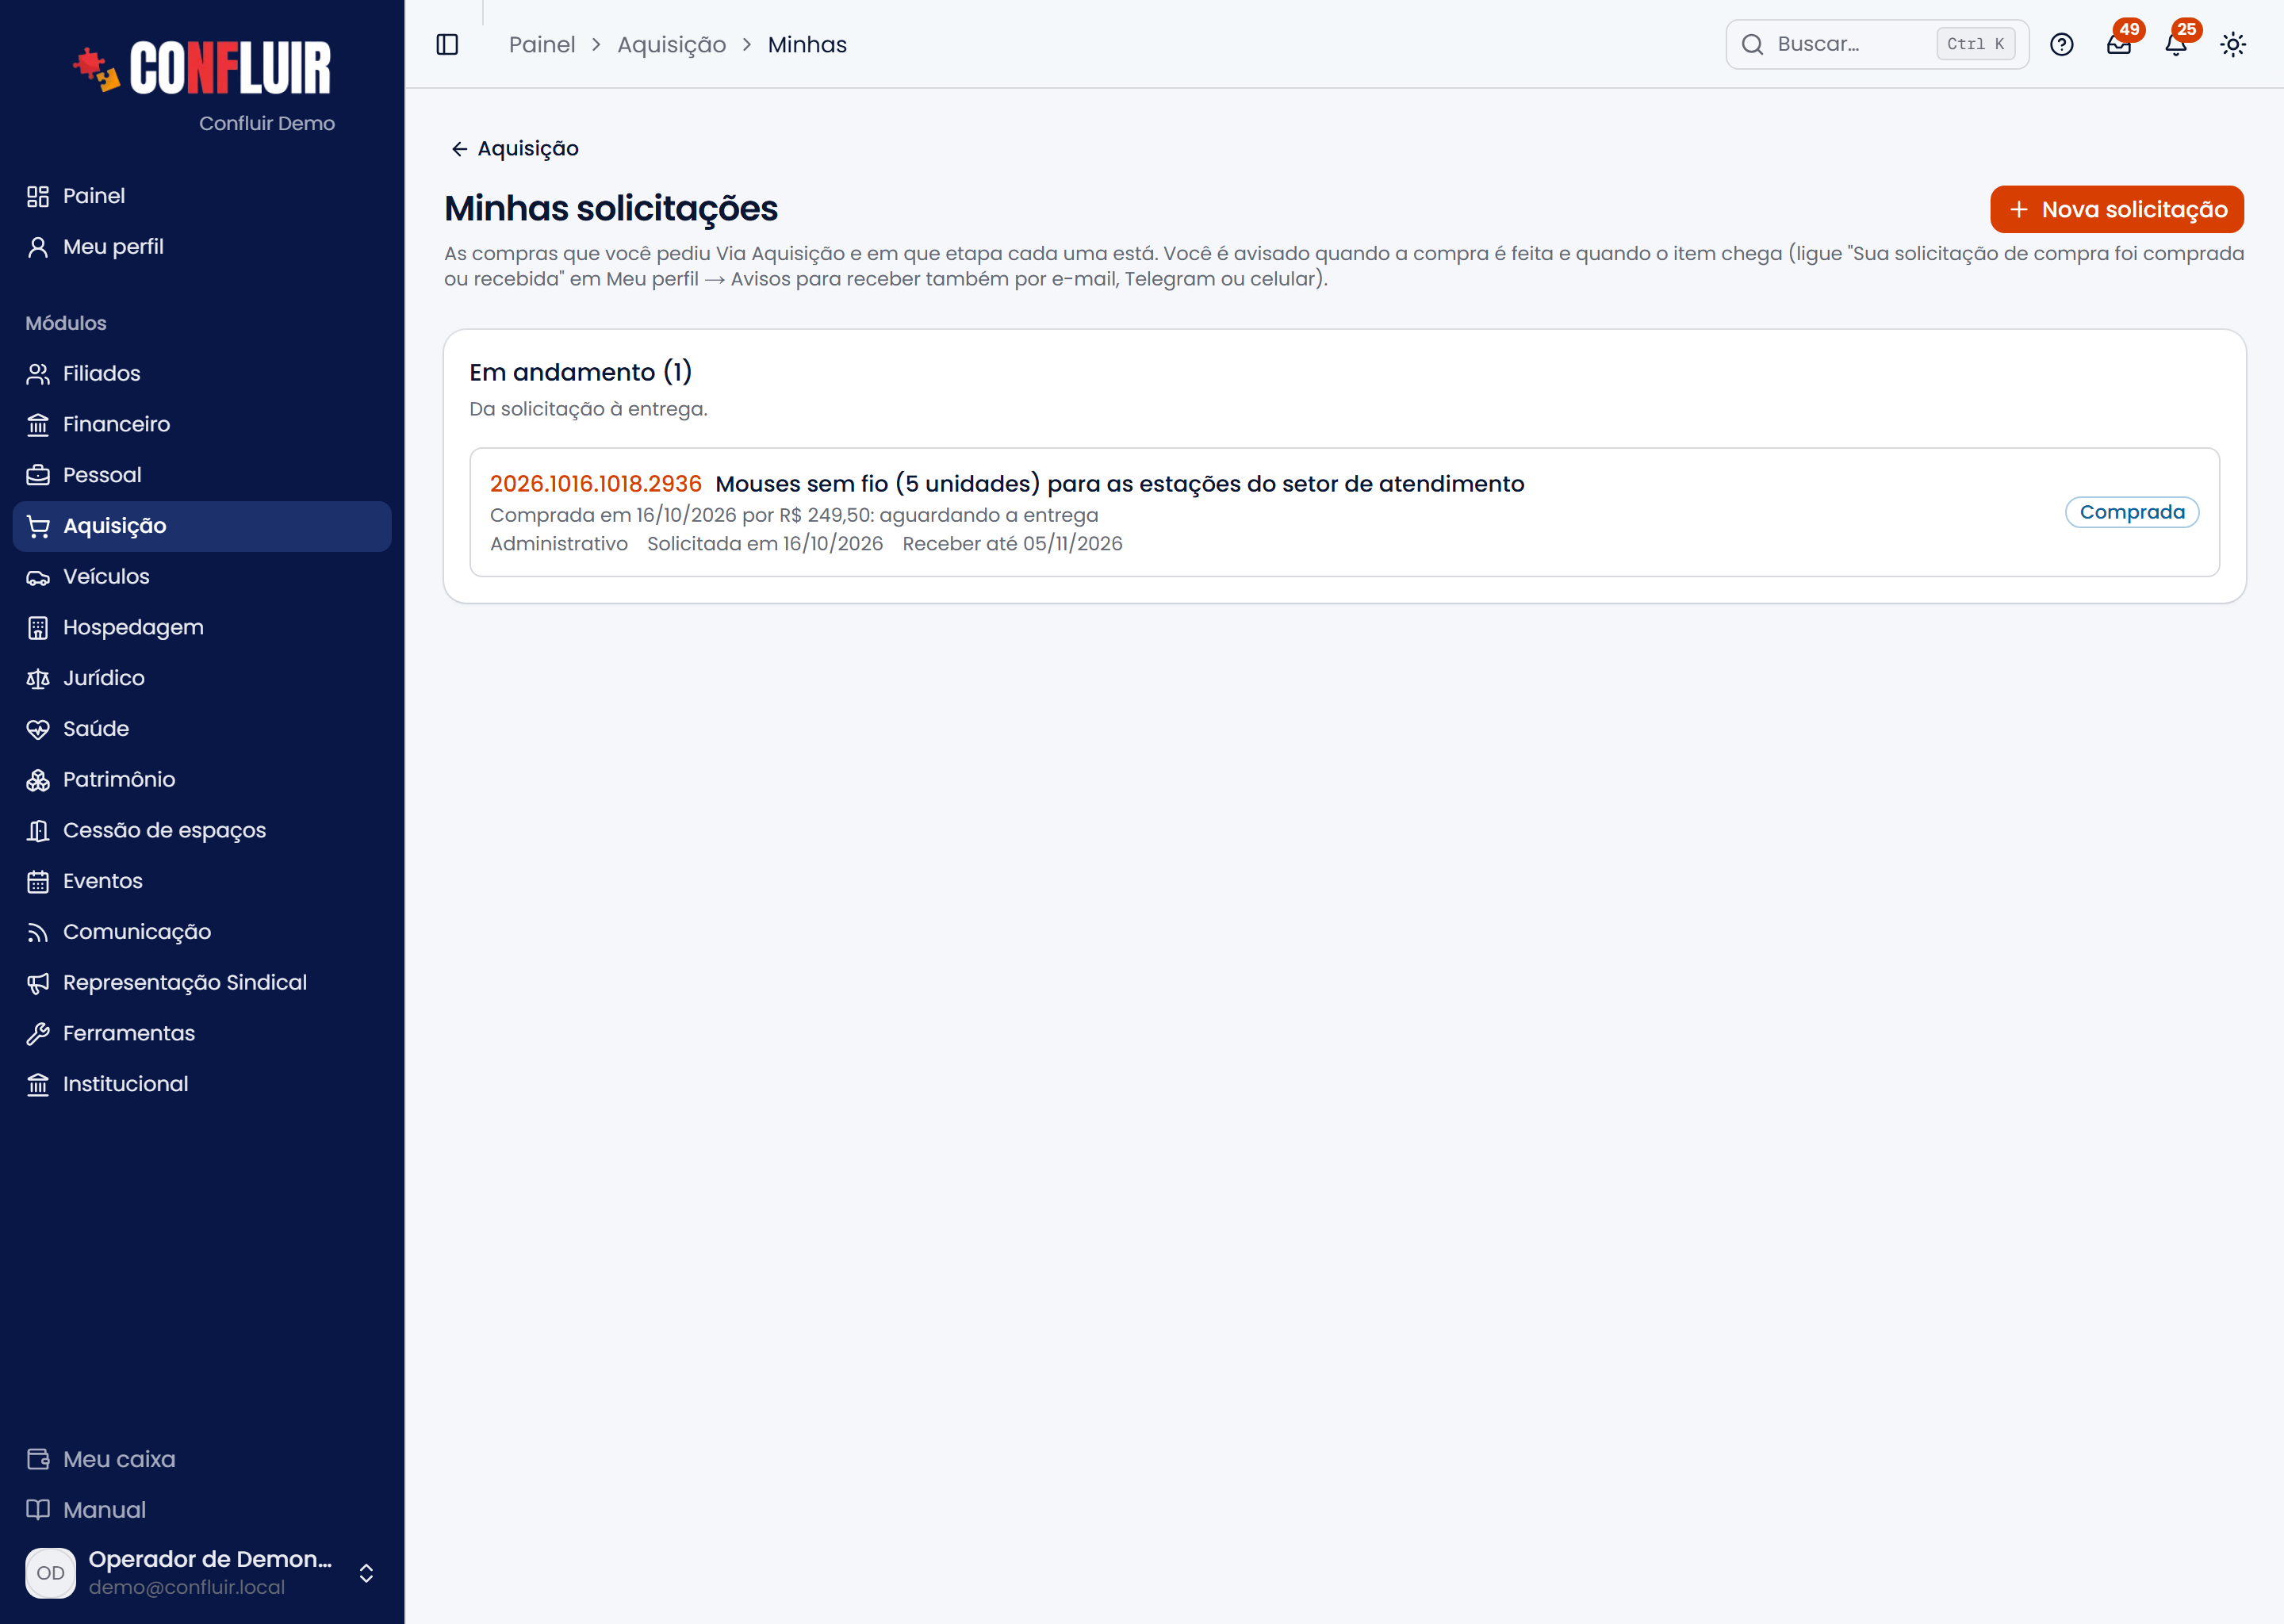 CONFLUIR
Confluir Demo
Painel
Meu perfil
Módulos
Filiados
Financeiro
Pessoal
Aquisição
Veículos
Hospedagem
Jurídico
Saúde
Patrimônio
Cessão de espaços
Eventos
Comunicação
Representação Sindical
Ferramentas
Institucional
Meu caixa
Manual
OD
Operador de Demon...
demo@confluir.local
Painel > Aquisição > Minhas
Buscar... Ctrl K
49
25
← Aquisição
Minhas solicitações
+ Nova solicitação
As compras que você pediu Via Aquisição e em que etapa cada uma está. Você é avisado quando a compra é feita e quando o item chega (ligue "Sua solicitação de compra foi comprada
ou recebida" em Meu perfil → Avisos para receber também por e-mail, Telegram ou celular).
Em andamento (1)
Da solicitação à entrega.
2026.1016.1018.2936 Mouses sem fio (5 unidades) para as estações do setor de atendimento
Comprada em 16/10/2026 por R$ 249,50: aguardando a entrega
Administrativo Solicitada em 16/10/2026 Receber até 05/11/2026
Comprada